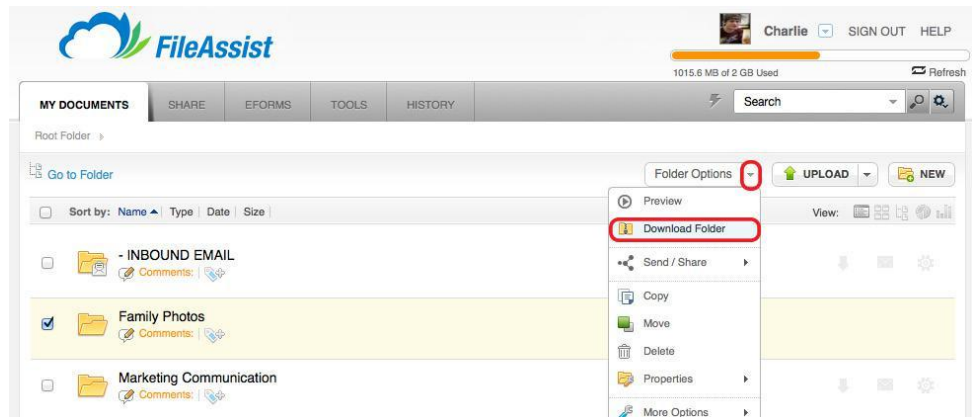 FileAssist
Charlie SIGN OUT HELP
1015.6 MB of 2 GB Used Refresh
MY DOCUMENTS SHARE EFORMS TOOLS HISTORY Search
Root Folder
Go to Folder Folder Options UPLOAD NEW
Sort by: Name Type Date Size View:
Preview
Download Folder
Send / Share
Copy
Move
Delete
Properties
More Options
- INBOUND EMAIL
Comments:
Family Photos
Comments:
Marketing Communication
Comments: